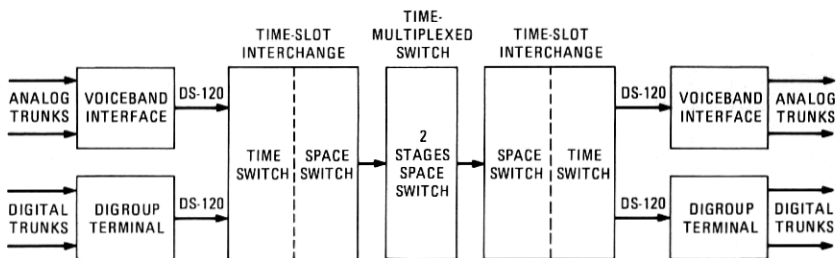 TIME-SLOT
INTERCHANGE
TIME-
MULTIPLEXED
SWITCH
TIME-SLOT
INTERCHANGE
ANALOG
TRUNKS
VOICEBAND
INTERFACE
DS-120
DIGITAL
TRUNKS
DIGROUP
TERMINAL
DS-120
TIME
SWITCH
SPACE
SWITCH
2
STAGES
SPACE
SWITCH
SPACE
SWITCH
TIME
SWITCH
DS-120
VOICEBAND
INTERFACE
ANALOG
TRUNKS
DS-120
DIGROUP
TERMINAL
DIGITAL
TRUNKS